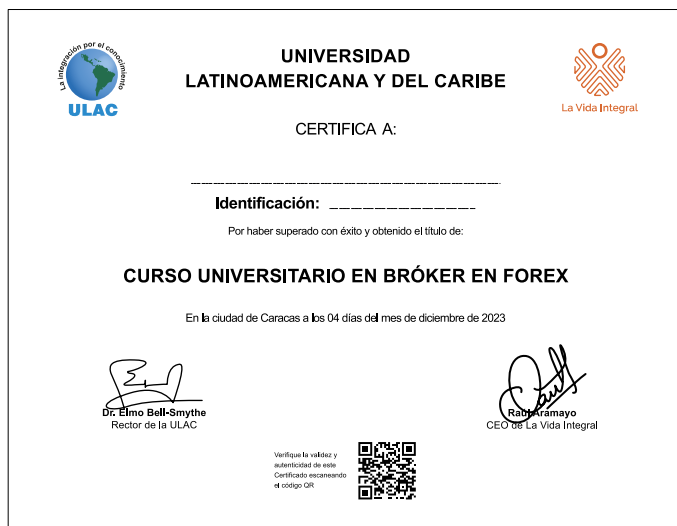 La integración por el conocimiento
ULAC
UNIVERSIDAD
LATINOAMERICANA Y DEL CARIBE
La Vida Integral
CERTIFICA A:
Identificación:
Por haber superado con éxito y obtenido el título de:
CURSO UNIVERSITARIO EN BRÓKER EN FOREX
En la ciudad de Caracas a los 04 días del mes de diciembre de 2023
Dr. Elmo Bell-Smythe
Rector de la ULAC
Raúl Aramayo
CEO de La Vida Integral
Verifique la validez y
autenticidad de este
Certificado escaneando
el código QR